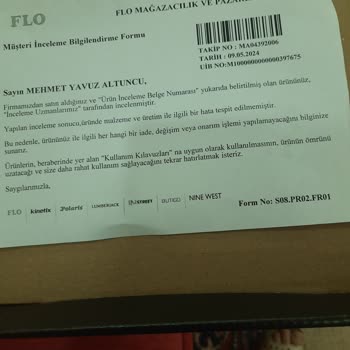 FLO
FLO MAĞAZACILIK VE PAZAR
Müşteri İnceleme Bilgilendirme Formu
TAKİP NO : MA04392006
TARİH : 09.05.2024
UİB NO:M1000000000000397675
Sayın MEHMET YAVUZ ALTUNCU,
Firmamızdan satın aldığınız ve "Ürün İnceleme Belge Numarası" yukarıda belirtilmiş olan ürününüz,
"İnceleme Uzmanlarımız" tarafından incelenmiştir.
Yapılan inceleme sonucu,üründe malzeme ve üretim ile ilgili bir hata tespit edilmemiştir.
Bu nedenle, ürününüz ile ilgili her hangi bir iade, değişim veya onarım işlemi yapılamayacağını bilginize
sunarız.
Ürünlerin, beraberinde yer alan "Kullanım Kılavuzları" na uygun olarak kullanılmasının, ürünün ömrünü
uzatacağı ve size daha rahat kullanım sağlayacağını tekrar hatırlatmak isteriz.
Saygılarımızla,
FLO kinetix Polaris LUMBERJACK INSTREET BUTIGO NINE WEST
Form No: S08.PR02.FR01